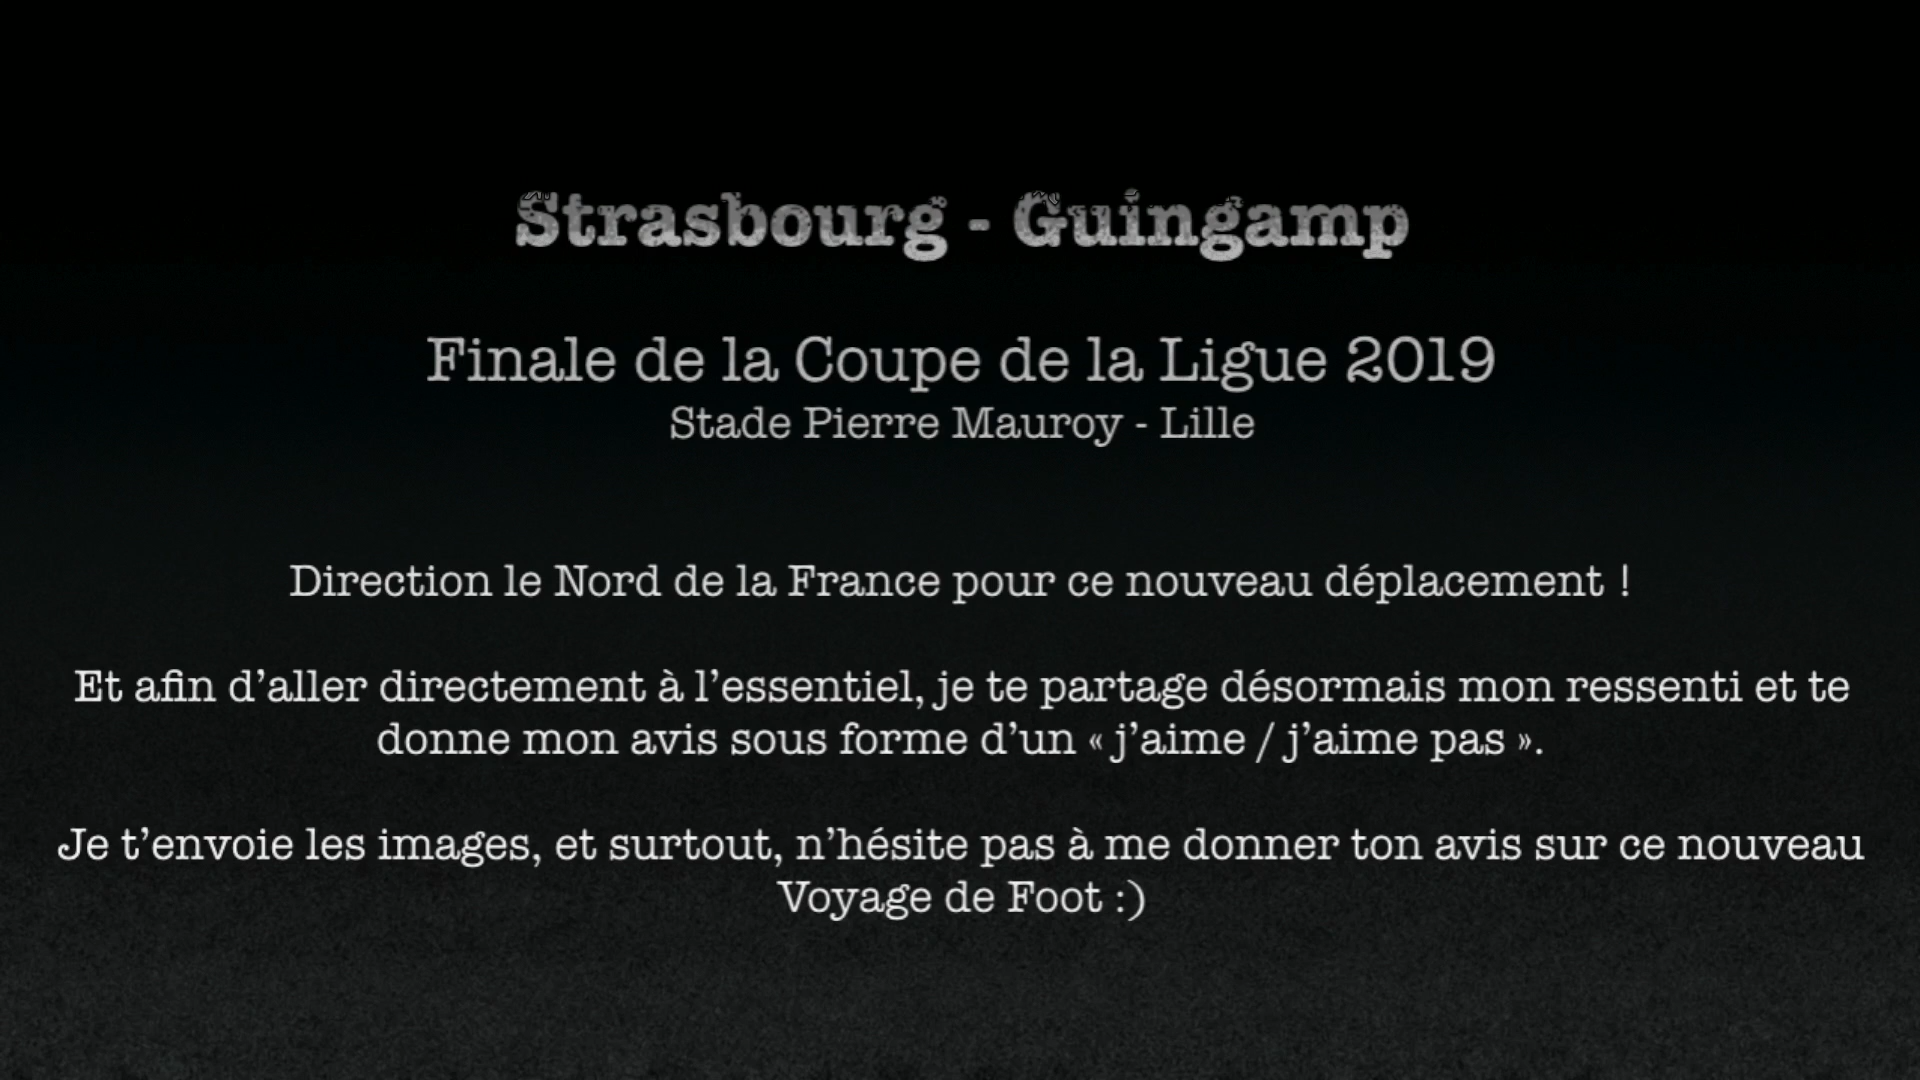 Strasbourg - Guingamp
Finale de la Coupe de la Ligue 2019
Stade Pierre Mauroy - Lille
Direction le Nord de la France pour ce nouveau déplacement !
Et afin d’aller directement à l’essentiel, je te partage désormais mon ressenti et te
donne mon avis sous forme d’un « j’aime / j’aime pas ».
Je t’envoie les images, et surtout, n’hésite pas à me donner ton avis sur ce nouveau
Voyage de Foot :)